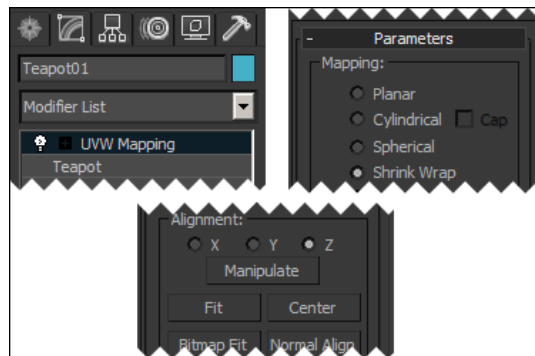 Teapot01
Modifier List
UVW Mapping
Teapot
- Parameters
Mapping:
Planar
Cylindrical Cap
Spherical
Shrink Wrap
Alignment:
X Y Z
Manipulate
Fit Center
Bitmap Fit Normal Align